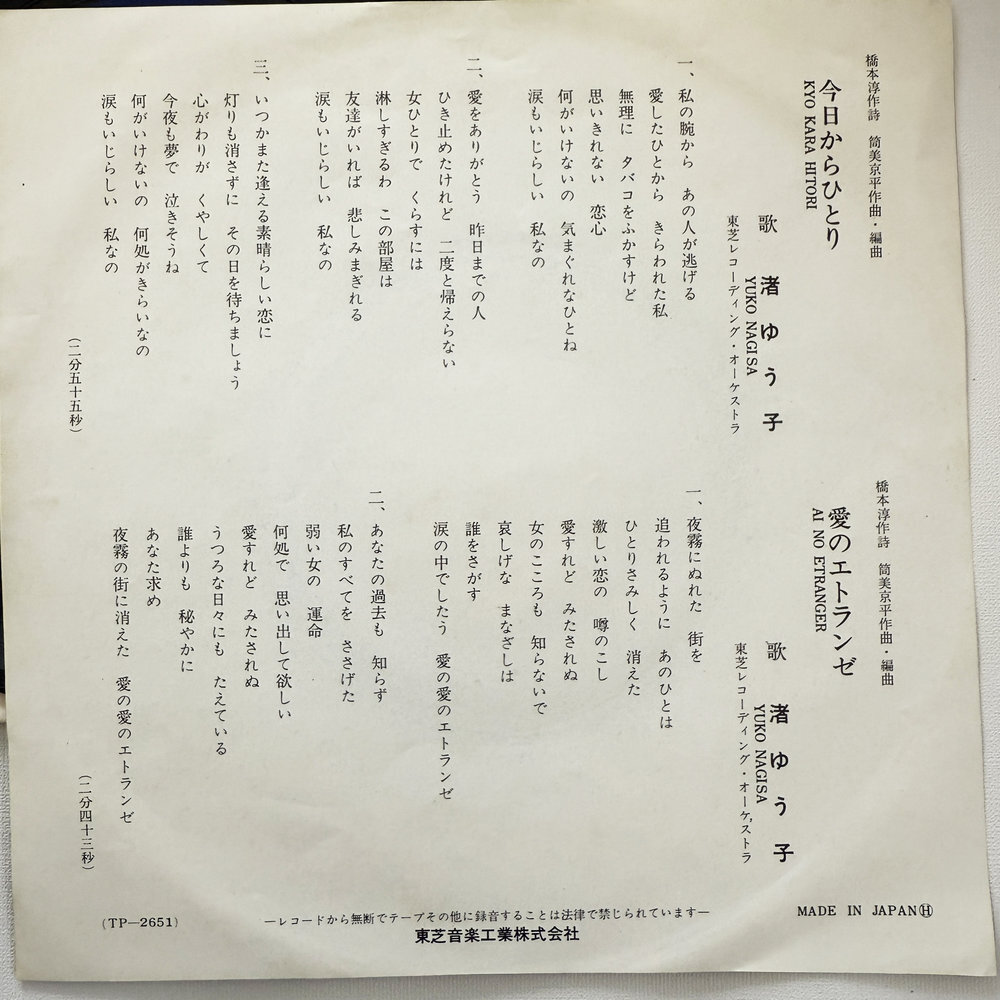 橋本淳作詩 筒美京平作曲・編曲
今日からひとり
KYO KARA HITORI
歌 渚ゆう子
YUKO NAGISA
東芝レコーディング・オーケストラ
一、私の腕から あの人が逃げる
愛したひとから きらわれた私
無理に タバコをふかすけど
思いきれない 恋心
何がいけないの 気まぐれなひとね
涙もいじらしい 私なの
二、愛をありがとう 昨日までの人
ひき止めたけれど 二度と帰えらない
女ひとりで くらすには
淋しすぎるわ この部屋は
友達がいれば 悲しみまぎれる
涙もいじらしい 私なの
三、いつかまた逢える素晴らしい恋に
灯りも消さずに その日を待ちましょう
心がわりが くやしくて
今夜も夢で 泣きそうね
何がいけないの 何処がきらいなの
涙もいじらしい 私なの
(二分五十五秒)
橋本淳作詩 筒美京平作曲・編曲
愛のエトランゼ
AI NO ETRANGER
歌 渚ゆう子
YUKO NAGISA
東芝レコーディング・オーケストラ
一、夜霧にぬれた 街を
追われるように あのひとは
ひとりさみしく 消えた
激しい恋の 噂のこし
愛すれど みたされぬ
女のこころも 知らないで
哀しげな まなざしは
誰をさがす
涙の中でしたう 愛の愛のエトランゼ
二、あなたの過去も 知らず
私のすべてを ささげた
弱い女の 運命
何処で 思い出して欲しい
愛すれど みたされぬ
うつろな日々にも たえている
誰よりも 秘やかに
あなた求め
夜霧の街に消えた 愛の愛のエトランゼ
(二分四十三秒)
(TP—2651)
—レコードから無断でテープその他に録音することは法律で禁じられています—
東芝音楽工業株式会社
MADE IN JAPANⒽ